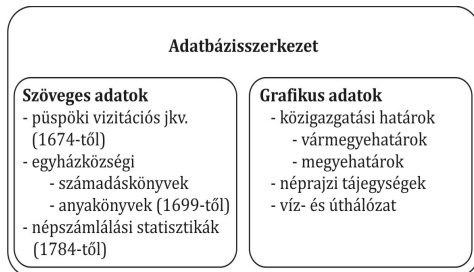 Adatbázisszerkezet
Szöveges adatok
- püspöki vizitációs jkv.
(1674-től)
- egyházközségi
- számadáskönyvek
- anyakönyvek (1699-től)
- népszámlálási statisztikák
(1784-től)
Grafikus adatok
- közigazgatási határok
- vármegyehatárok
- megyehatárok
- néprajzi tájegységek
- víz- és úthálózat